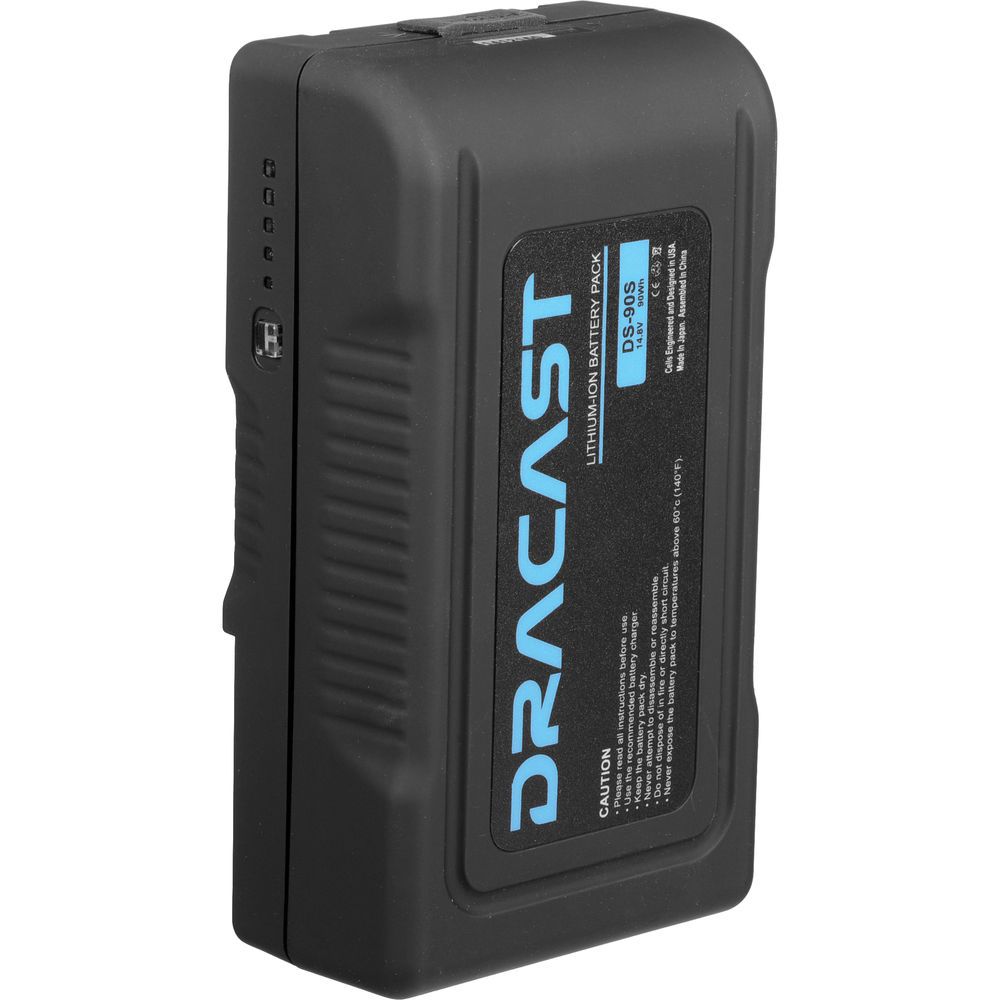 DRACAST
LITHIUM-ION BATTERY PACK
DS-90S
14.8V 90Wh
CE
Cells Engineered and Designed in USA.
Made In Japan. Assembled In China
CAUTION
• Please read all instructions before use.
• Use the recommended battery charger.
• Keep the battery pack dry.
• Never attempt to disassemble or reassemble.
• Do not dispose of in fire or directly short circuit.
• Never expose the battery pack to temperatures above 60°c (140°F).